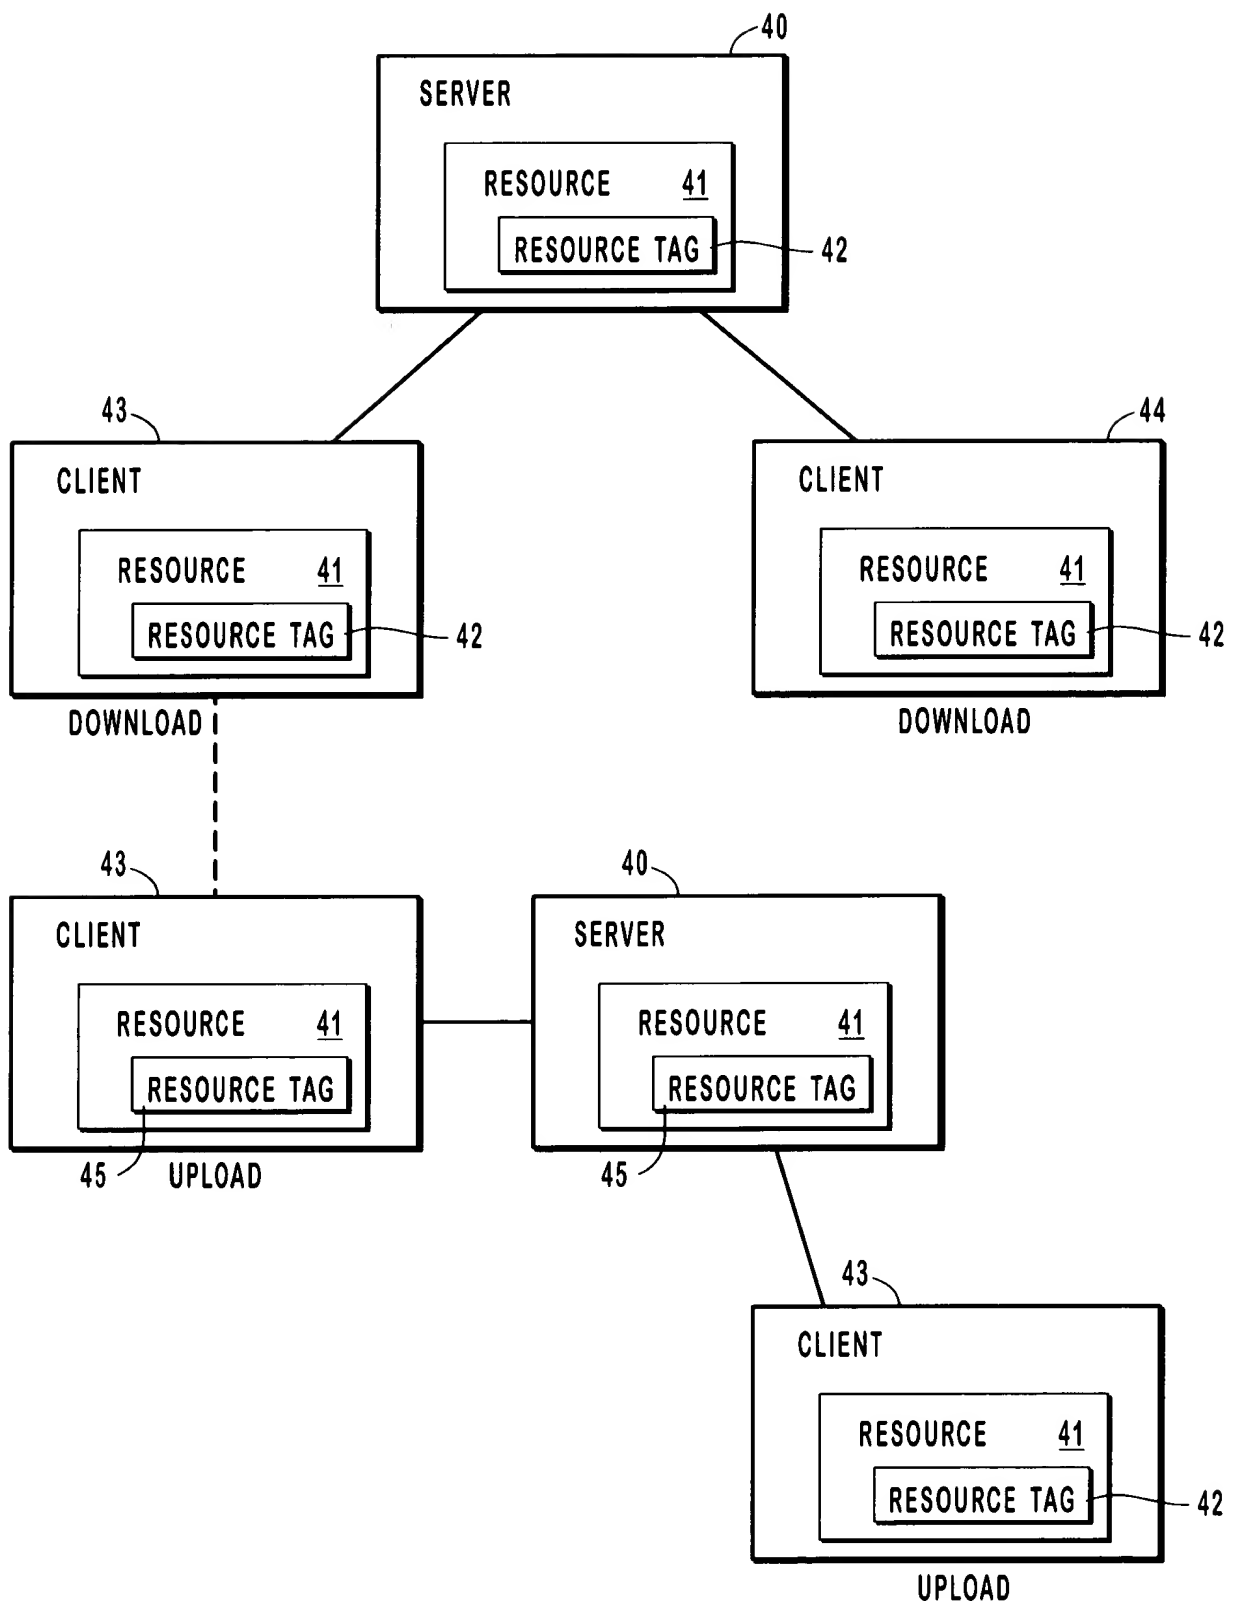 40
SERVER
RESOURCE 41
RESOURCE TAG 42
43
CLIENT
RESOURCE 41
RESOURCE TAG 42
DOWNLOAD
44
CLIENT
RESOURCE 41
RESOURCE TAG 42
DOWNLOAD
43
CLIENT
RESOURCE 41
RESOURCE TAG
45 UPLOAD
40
SERVER
RESOURCE 41
RESOURCE TAG
45
43
CLIENT
RESOURCE 41
RESOURCE TAG 42
UPLOAD